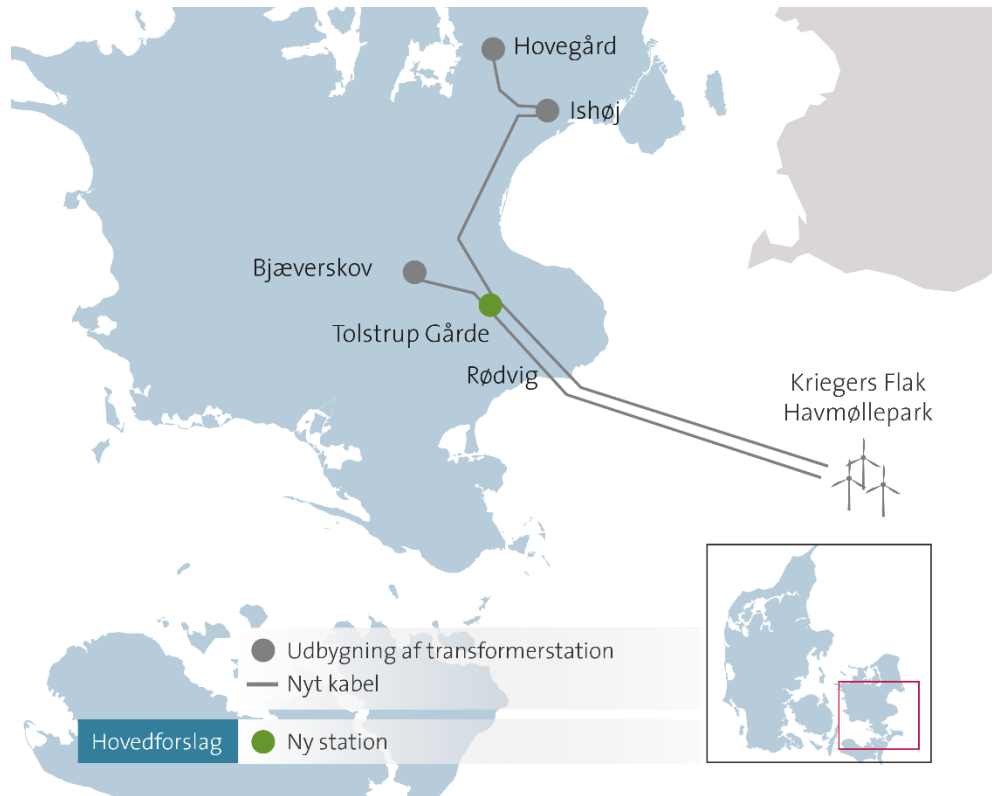 Hovegård
Ishøj
Bjæverskov
Tolstrup Gårde
Rødvig
Kriegers Flak
Havmøllepark
Udbygning af transformerstation
Nyt kabel
Hovedforslag
Ny station